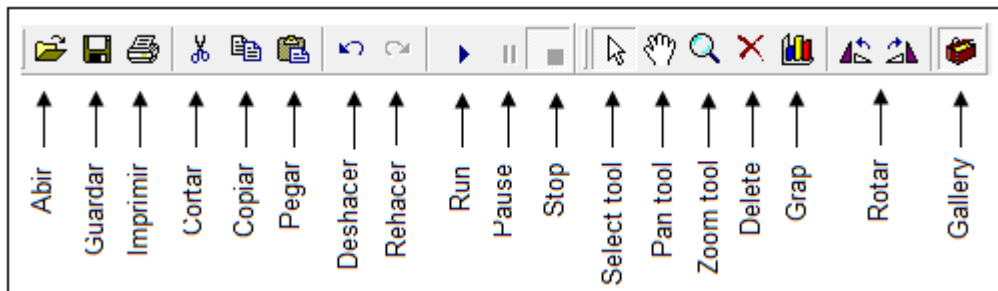 Abir
Guardar
Imprimir
Cortar
Copiar
Pegar
Deshacer
Rehacer
Run
Pause
Stop
Select tool
Pan tool
Zoom tool
Delete
Grap
Rotar
Gallery